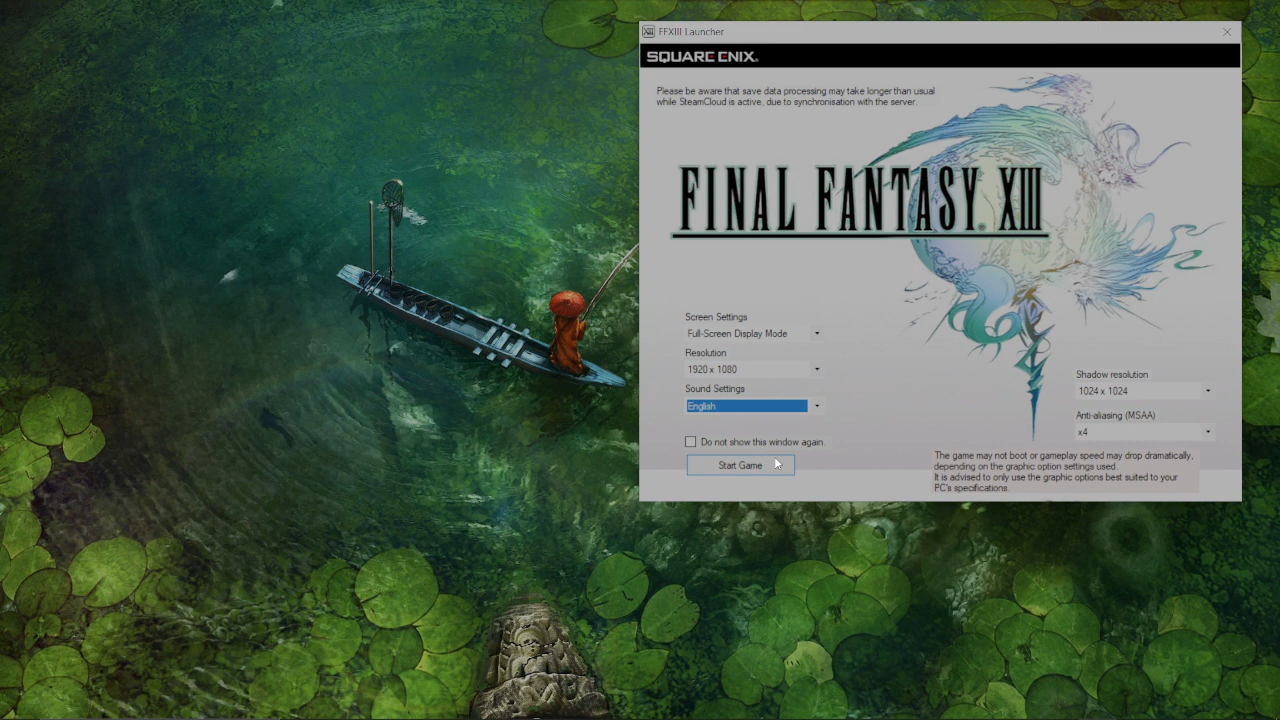 FFXIII Launcher
SQUARE ENIX
Please be aware that save data processing may take longer than usual
while SteamCloud is active, due to synchronisation with the server.
FINAL FANTASY XIII
Screen Settings
Full-Screen Display Mode
Resolution
1920 x 1080
Sound Settings
English
Do not show this window again.
Start Game
Shadow resolution
1024 x 1024
Anti-aliasing (MSAA)
x4
The game may not boot or gameplay speed may drop dramatically,
depending on the graphic option settings used.
It is advised to only use the graphic options best suited to your
PC's specifications.